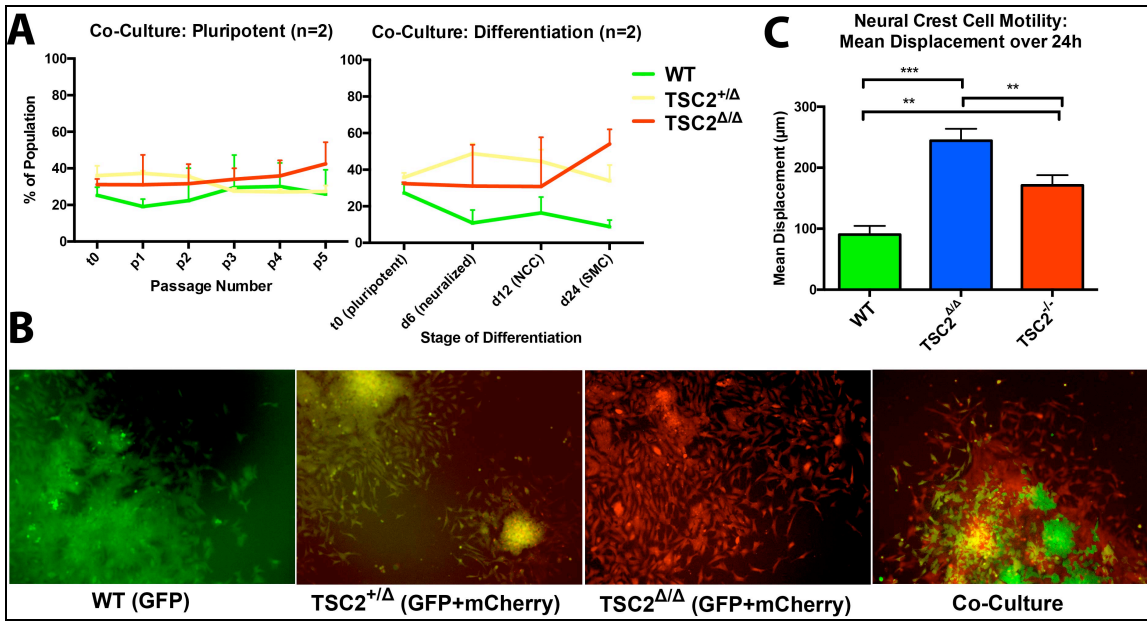 A
Co-Culture: Pluripotent (n=2)
% of Population
100
80
60
40
20
0
t0
p1
p2
p3
p4
p5
Passage Number
Co-Culture: Differentiation (n=2)
100
80
60
40
20
0
t0 (pluripotent)
d6 (neuralized)
d12 (NCC)
d24 (SMC)
Stage of Differentiation
WT
TSC2+/Δ
TSC2Δ/Δ
C
Neural Crest Cell Motility:
Mean Displacement over 24h
***
**
**
Mean Displacement (µm)
300
200
100
0
WT
TSC2Δ/Δ
TSC2-/-
B
WT (GFP)
TSC2+/Δ (GFP+mCherry)
TSC2Δ/Δ (GFP+mCherry)
Co-Culture